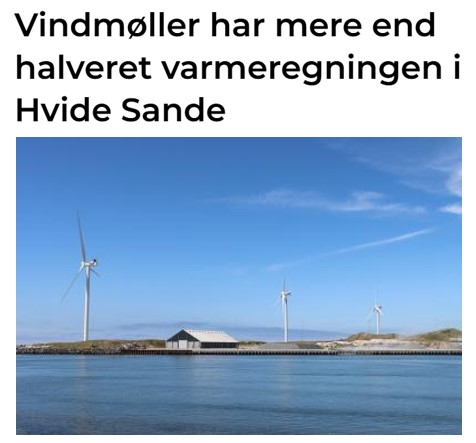 Vindmøller har mere end
halveret varmeregningen i
Hvide Sande